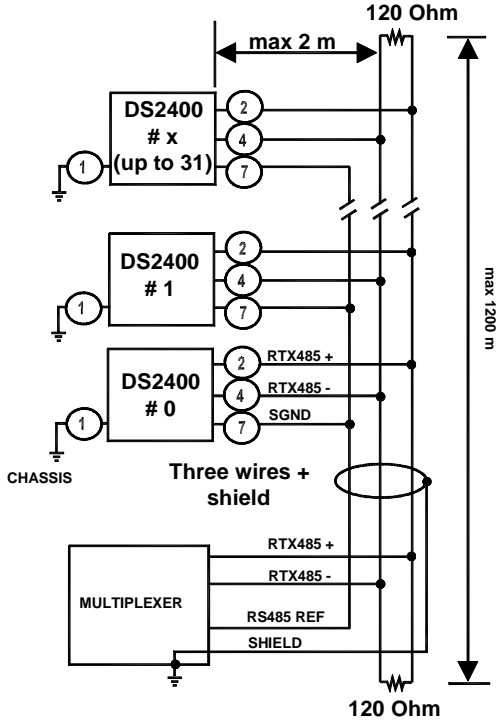 120 Ohm
max 2 m
DS2400
# x
(up to 31)
2
4
7
1
DS2400
# 1
2
4
7
1
DS2400
# 0
2
4
7
1
RTX485 +
RTX485 -
SGND
CHASSIS
max 1200 m
Three wires +
shield
MULTIPLEXER
RTX485 +
RTX485 -
RS485 REF
SHIELD
120 Ohm